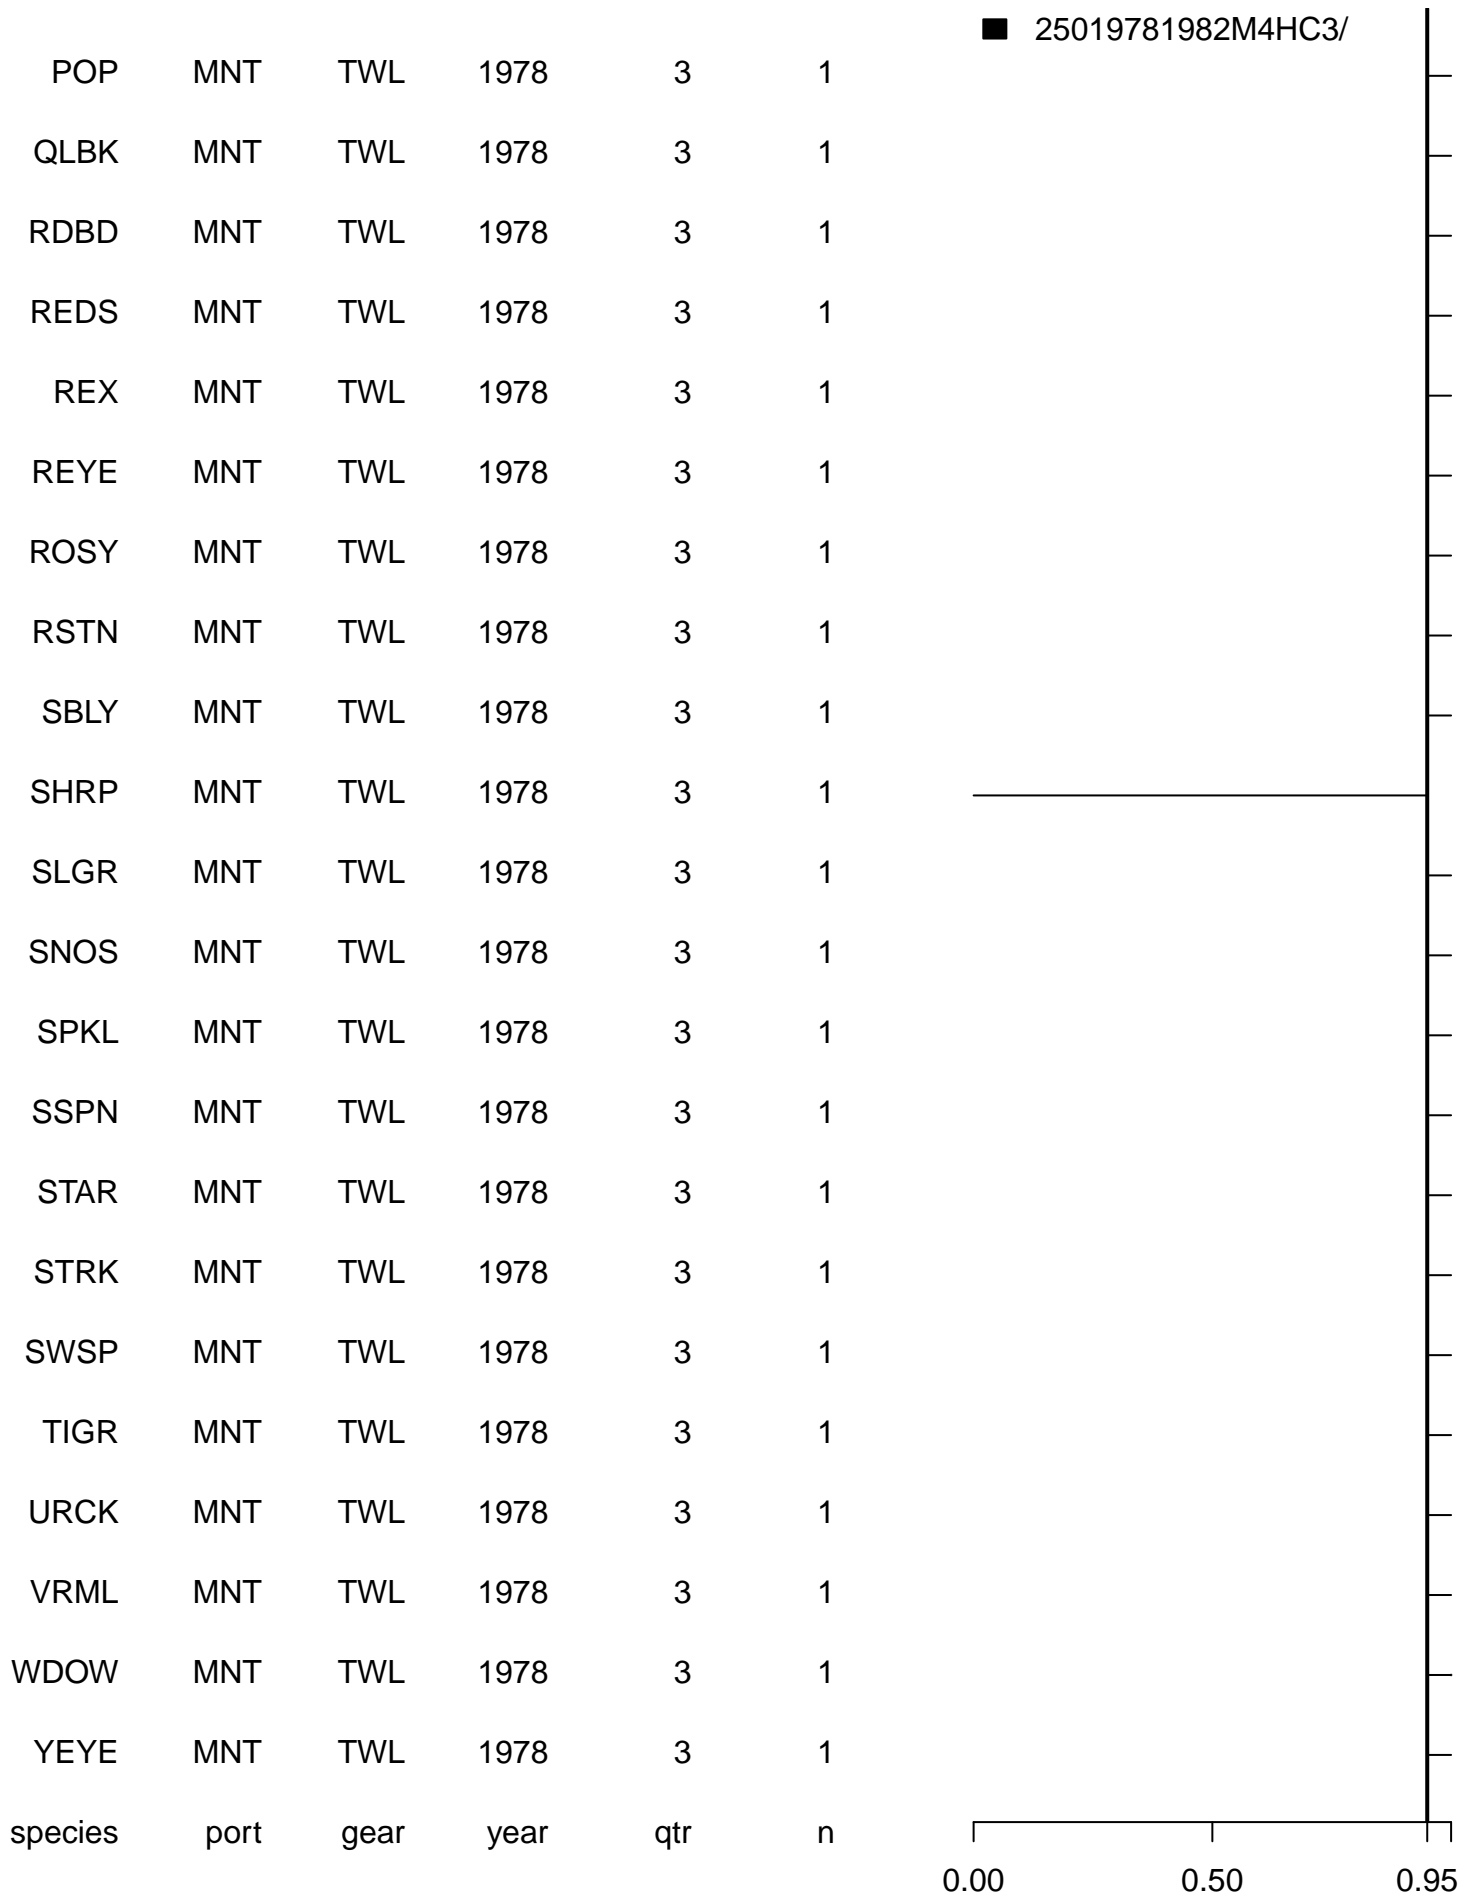 25019781982M4HC3/
POP MNT TWL 1978 3 1
QLBK MNT TWL 1978 3 1
RDBD MNT TWL 1978 3 1
REDS MNT TWL 1978 3 1
REX MNT TWL 1978 3 1
REYE MNT TWL 1978 3 1
ROSY MNT TWL 1978 3 1
RSTN MNT TWL 1978 3 1
SBLY MNT TWL 1978 3 1
SHRP MNT TWL 1978 3 1
SLGR MNT TWL 1978 3 1
SNOS MNT TWL 1978 3 1
SPKL MNT TWL 1978 3 1
SSPN MNT TWL 1978 3 1
STAR MNT TWL 1978 3 1
STRK MNT TWL 1978 3 1
SWSP MNT TWL 1978 3 1
TIGR MNT TWL 1978 3 1
URCK MNT TWL 1978 3 1
VRML MNT TWL 1978 3 1
WDOW MNT TWL 1978 3 1
YEYE MNT TWL 1978 3 1
species port gear year qtr n
0.00 0.50 0.95